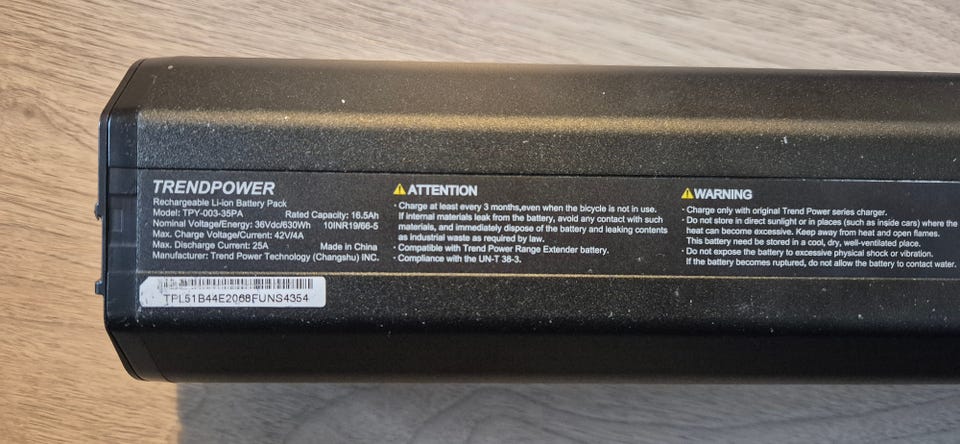 TRENDPOWER
Rechargeable Li-ion Battery Pack
Model: TPY-003-35PA Rated Capacity: 16.5Ah
Nominal Voltage/Energy: 36Vdc/630Wh 10INR19/66-5
Max. Charge Voltage/Current: 42V/4A
Max. Discharge Current: 25A Made in China
Manufacturer: Trend Power Technology (Changshu) INC.
TPL51B44E2068FUNS4354
ATTENTION
· Charge at least every 3 months,even when the bicycle is not in use.
If internal materials leak from the battery, avoid any contact with such
materials, and immediately dispose of the battery and leaking contents
as industrial waste as required by law.
· Compatible with Trend Power Range Extender battery.
· Compliance with the UN-T 38-3.
WARNING
· Charge only with original Trend Power series charger.
· Do not store in direct sunlight or in places (such as inside cars) where the
heat can become excessive. Keep away from heat and open flames.
This battery need be stored in a cool, dry, well-ventilated place.
· Do not expose the battery to excessive physical shock or vibration.
If the battery becomes ruptured, do not allow the battery to contact water.